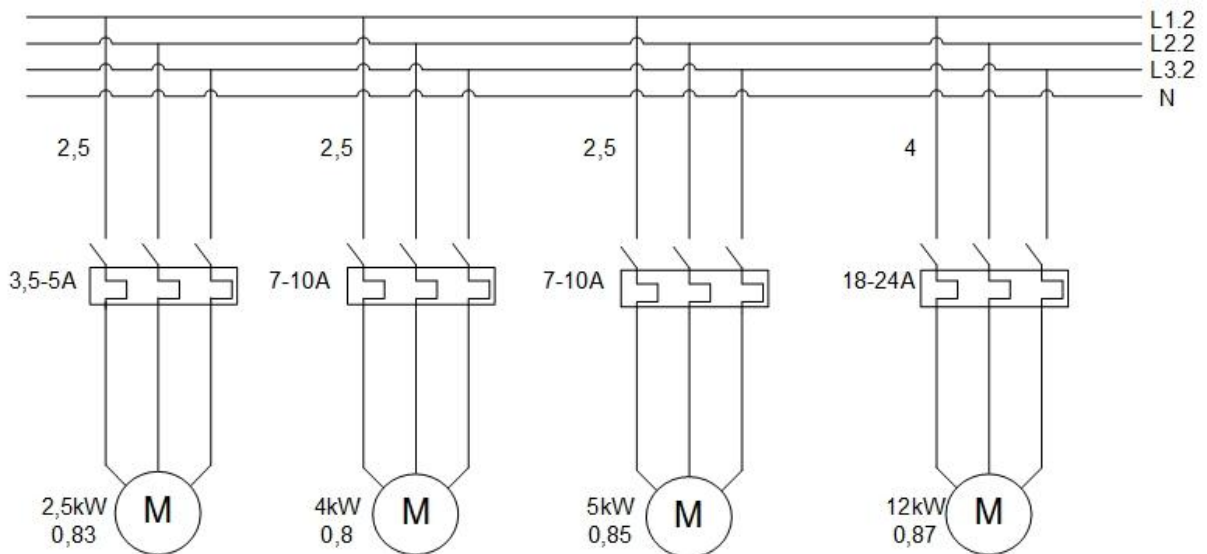 L1.2
L2.2
L3.2
N
2,5
2,5
2,5
4
3,5-5A
7-10A
7-10A
18-24A
2,5kW
0,83
M
4kW
0,8
M
5kW
0,85
M
12kW
0,87
M